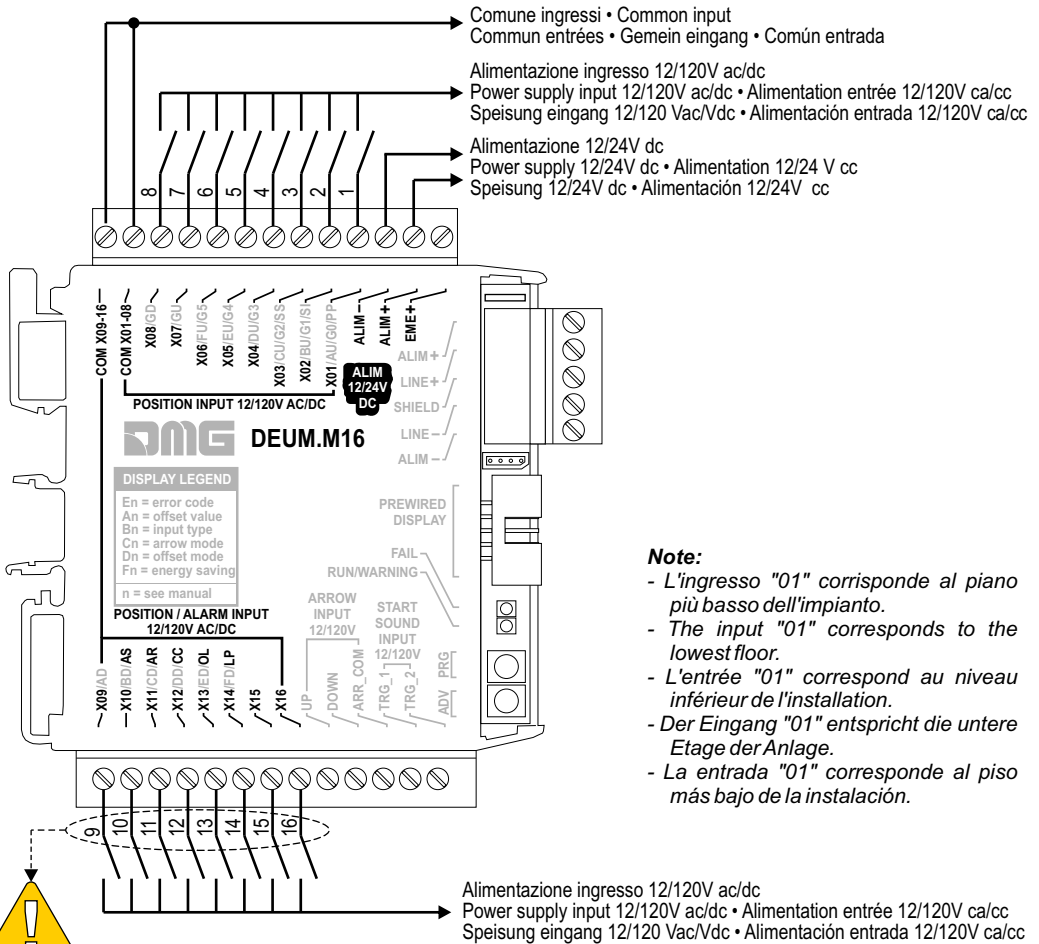 Comune ingressi • Common input
Commun entrées • Gemein eingang • Común entrada
Alimentazione ingresso 12/120V ac/dc
Power supply input 12/120V ac/dc • Alimentation entrée 12/120V ca/cc
Speisung eingang 12/120 Vac/Vdc • Alimentación entrada 12/120V ca/cc
Alimentazione 12/24V dc
Power supply 12/24V dc • Alimentation 12/24 V cc
Speisung 12/24V dc • Alimentación 12/24V cc
8 7 6 5 4 3 2 1
COM X09-16
COM X01-08
X08/GD
X07/GU
X06/FU/G5
X05/EU/G4
X04/DU/G3
X03/CU/G2/SS
X02/BU/G1/SI
X01/AU/G0/PP
ALIM-
ALIM+
EME+
ALIM
12/24V
DC
POSITION INPUT 12/120V AC/DC
ALIM+
LINE+
SHIELD
LINE-
ALIM-
DMG DEUM.M16
DISPLAY LEGEND
En = error code
An = offset value
Bn = input type
Cn = arrow mode
Dn = offset mode
Fn = energy saving
n = see manual
PREWIRED
DISPLAY
FAIL
RUN/WARNING
POSITION / ALARM INPUT
12/120V AC/DC
ARROW
INPUT
12/120V
START
SOUND
INPUT
12/120V
X09/AD
X10/BD/AS
X11/CD/AR
X12/DD/CC
X13/ED/OL
X14/FD/LP
X15
X16
UP
DOWN
ARR_COM
TRG_1
TRG_2
ADV
PRG
Note:
- L'ingresso "01" corrisponde al piano
più basso dell'impianto.
- The input "01" corresponds to the
lowest floor.
- L'entrée "01" correspond au niveau
inférieur de l'installation.
- Der Eingang "01" entspricht die untere
Etage der Anlage.
- La entrada "01" corresponde al piso
más bajo de la instalación.
9 10 11 12 13 14 15 16
Alimentazione ingresso 12/120V ac/dc
Power supply input 12/120V ac/dc • Alimentation entrée 12/120V ca/cc
Speisung eingang 12/120 Vac/Vdc • Alimentación entrada 12/120V ca/cc